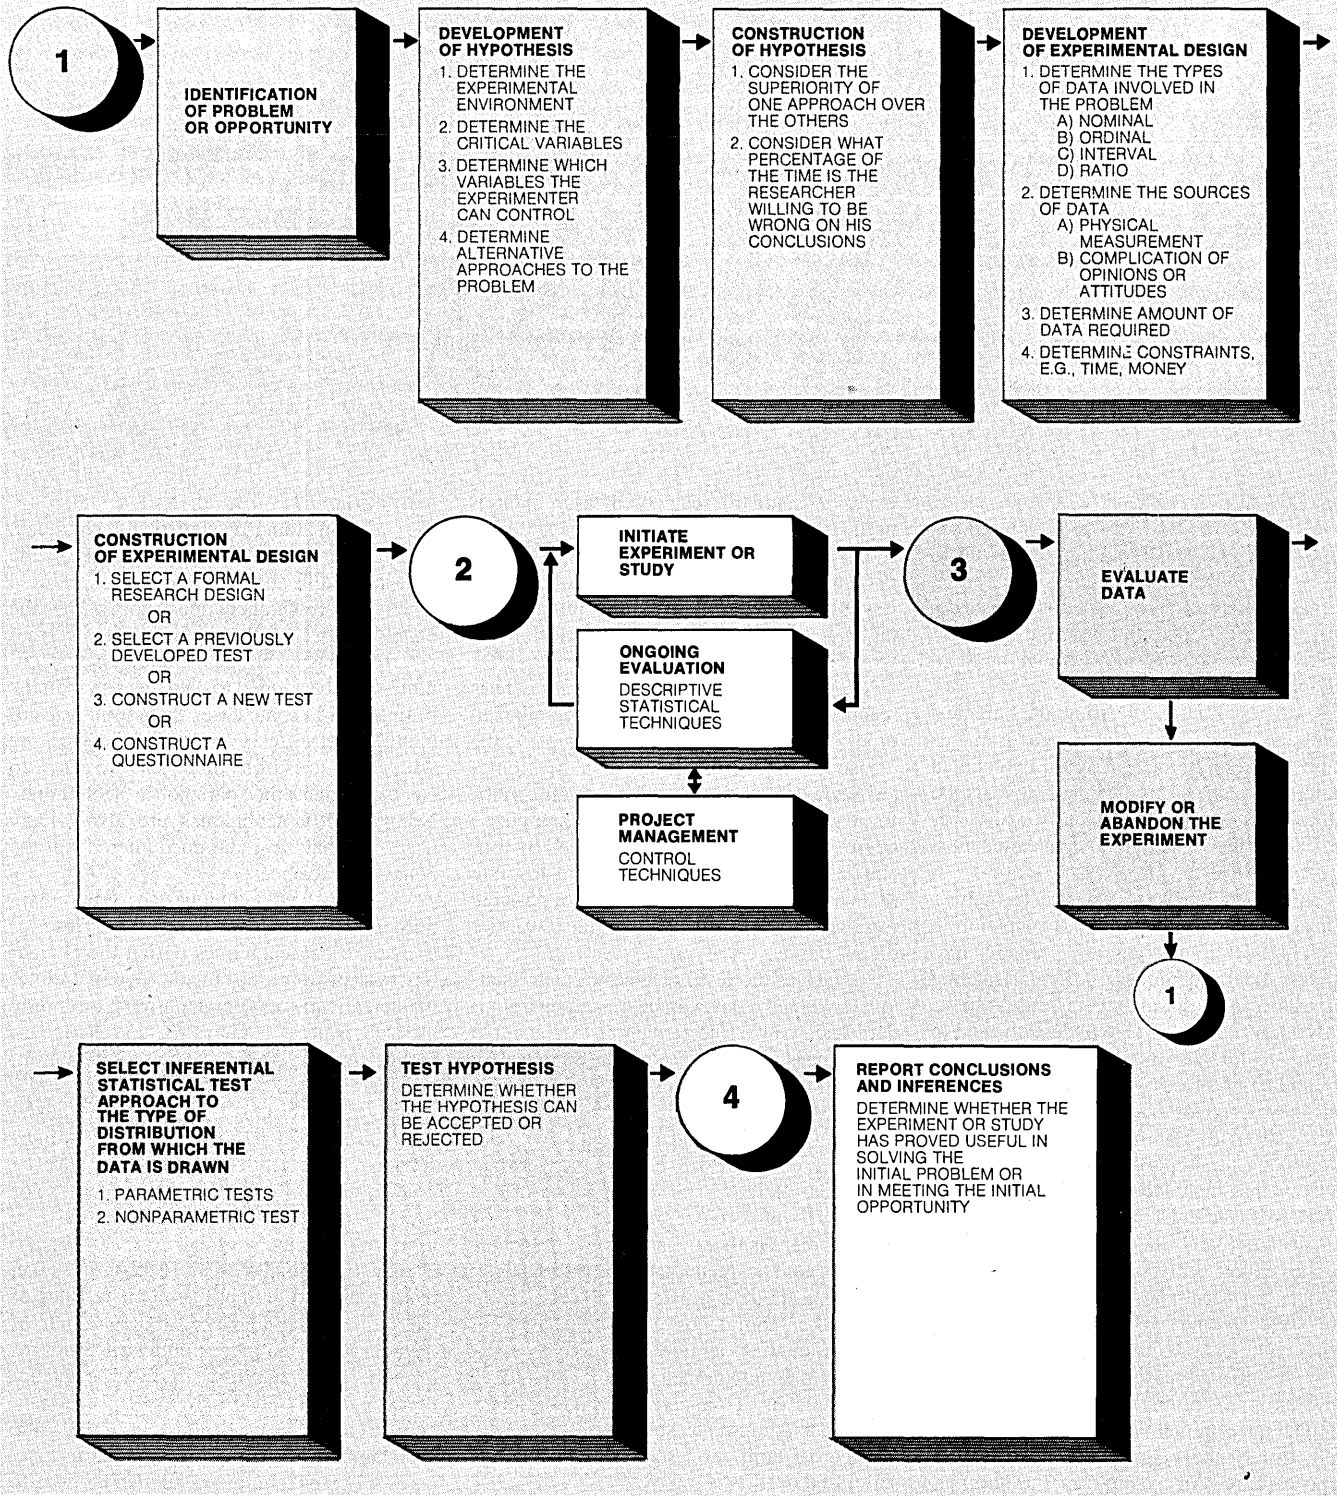 1
IDENTIFICATION
OF PROBLEM
OR OPPORTUNITY
DEVELOPMENT
OF HYPOTHESIS
1. DETERMINE THE
EXPERIMENTAL
ENVIRONMENT
2. DETERMINE THE
CRITICAL VARIABLES
3. DETERMINE WHICH
VARIABLES THE
EXPERIMENTER
CAN CONTROL
4. DETERMINE
ALTERNATIVE
APPROACHES TO THE
PROBLEM
CONSTRUCTION
OF HYPOTHESIS
1. CONSIDER THE
SUPERIORITY OF
ONE APPROACH OVER
THE OTHERS
2. CONSIDER WHAT
PERCENTAGE OF
THE TIME IS THE
RESEARCHER
WILLING TO BE
WRONG ON HIS
CONCLUSIONS
DEVELOPMENT
OF EXPERIMENTAL DESIGN
1. DETERMINE THE TYPES
OF DATA INVOLVED IN
THE PROBLEM
A) NOMINAL
B) ORDINAL
C) INTERVAL
D) RATIO
2. DETERMINE THE SOURCES
OF DATA
A) PHYSICAL
MEASUREMENT
B) COMPLICATION OF
OPINIONS OR
ATTITUDES
3. DETERMINE AMOUNT OF
DATA REQUIRED
4. DETERMINE CONSTRAINTS,
E.G., TIME, MONEY
CONSTRUCTION
OF EXPERIMENTAL DESIGN
1. SELECT A FORMAL
RESEARCH DESIGN
OR
2. SELECT A PREVIOUSLY
DEVELOPED TEST
OR
3. CONSTRUCT A NEW TEST
OR
4. CONSTRUCT A
QUESTIONNAIRE
2
INITIATE
EXPERIMENT OR
STUDY
ONGOING
EVALUATION
DESCRIPTIVE
STATISTICAL
TECHNIQUES
PROJECT
MANAGEMENT
CONTROL
TECHNIQUES
3
EVALUATE
DATA
MODIFY OR
ABANDON THE
EXPERIMENT
1
SELECT INFERENTIAL
STATISTICAL TEST
APPROACH TO
THE TYPE OF
DISTRIBUTION
FROM WHICH THE
DATA IS DRAWN
1. PARAMETRIC TESTS
2. NONPARAMETRIC TEST
TEST HYPOTHESIS
DETERMINE WHETHER
THE HYPOTHESIS CAN
BE ACCEPTED OR
REJECTED
4
REPORT CONCLUSIONS
AND INFERENCES
DETERMINE WHETHER THE
EXPERIMENT OR STUDY
HAS PROVED USEFUL IN
SOLVING THE
INITIAL PROBLEM OR
IN MEETING THE INITIAL
OPPORTUNITY